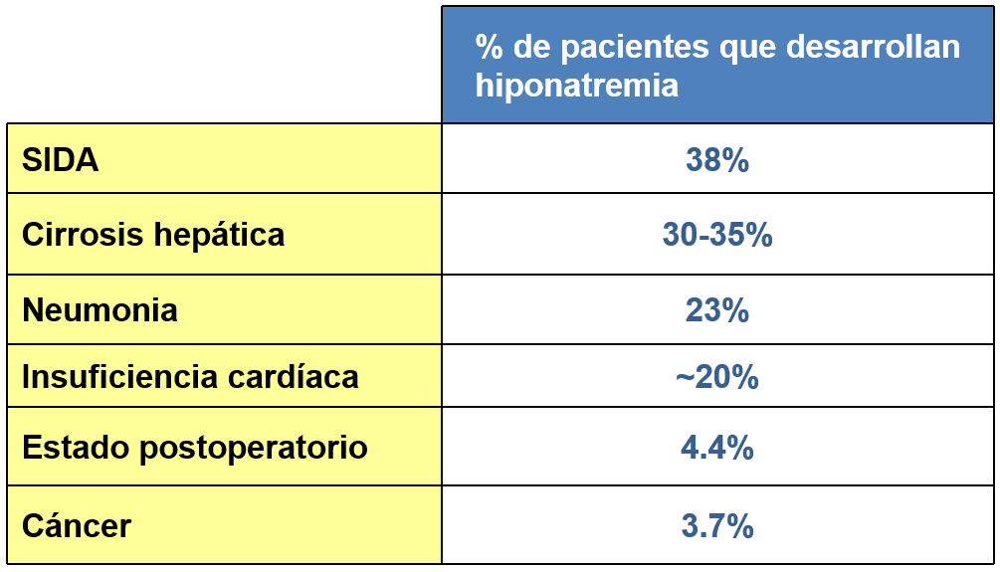 % de pacientes que desarrollan
hiponatremia
SIDA 38%
Cirrosis hepática 30-35%
Neumonia 23%
Insuficiencia cardíaca ~20%
Estado postoperatorio 4.4%
Cáncer 3.7%